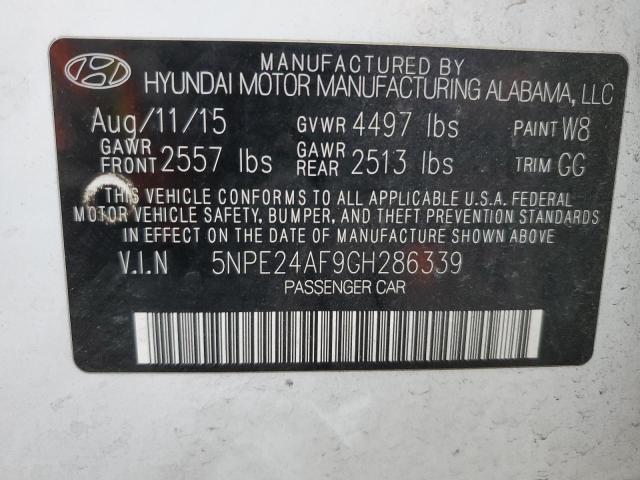 MANUFACTURED BY
HYUNDAI MOTOR MANUFACTURING ALABAMA, LLC
Aug/11/15 GVWR 4497 lbs PAINT W8
GAWR FRONT 2557 lbs GAWR REAR 2513 lbs TRIM GG
THIS VEHICLE CONFORMS TO ALL APPLICABLE U.S.A. FEDERAL
MOTOR VEHICLE SAFETY, BUMPER, AND THEFT PREVENTION STANDARDS
IN EFFECT ON THE DATE OF MANUFACTURE SHOWN ABOVE.
V.I.N 5NPE24AF9GH286339
PASSENGER CAR